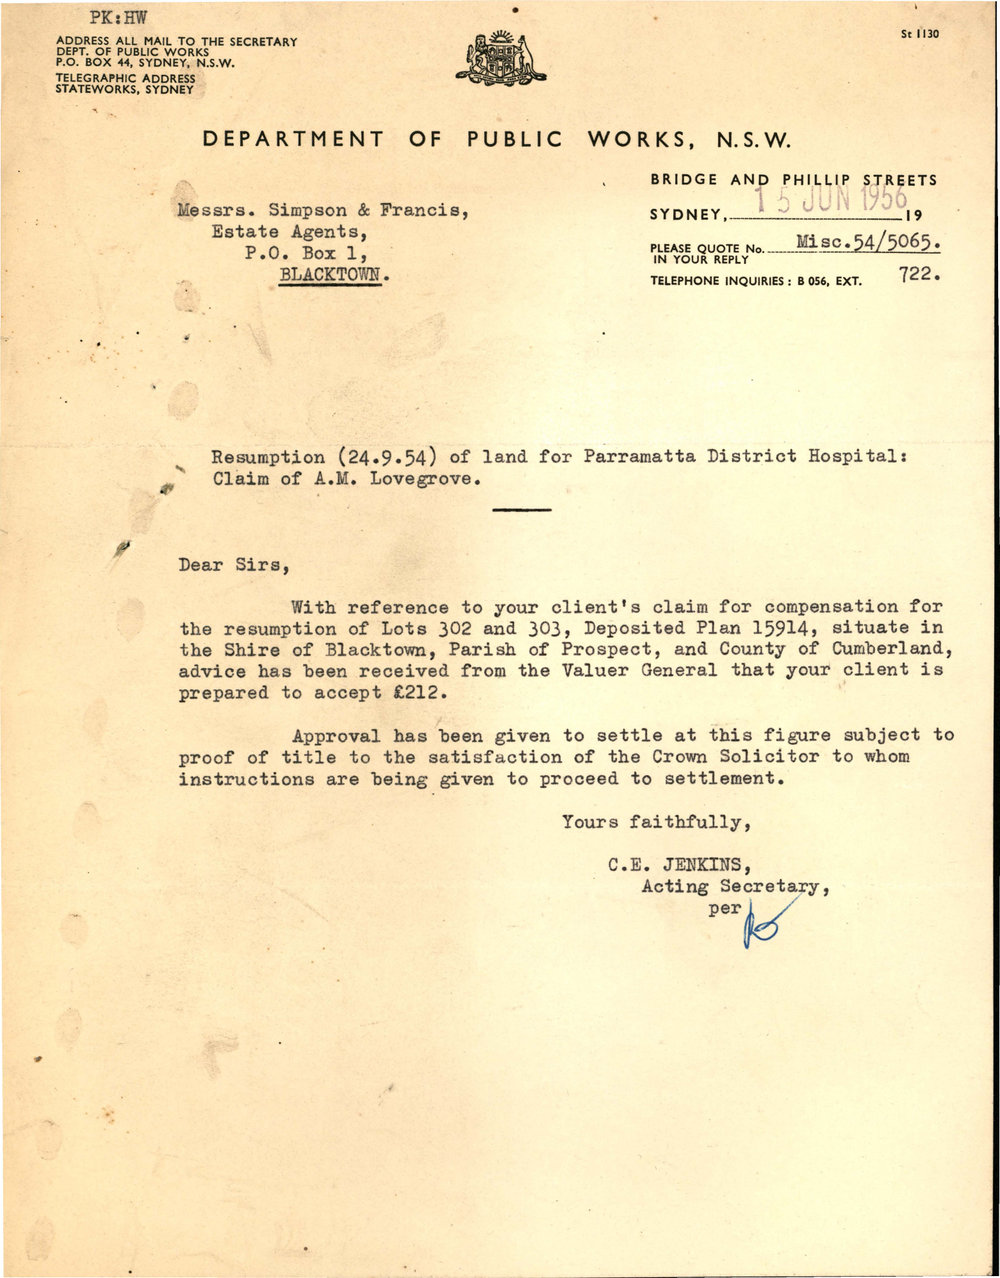 PK:HW
ADDRESS ALL MAIL TO THE SECRETARY
DEPT. OF PUBLIC WORKS
P.O. BOX 44, SYDNEY, N.S.W.
TELEGRAPHIC ADDRESS
STATEWORKS, SYDNEY
St 1130
DEPARTMENT OF PUBLIC WORKS, N.S.W.
BRIDGE AND PHILLIP STREETS
15 JUN 1956
SYDNEY, 19
PLEASE QUOTE No. Misc.54/5065.
IN YOUR REPLY
TELEPHONE INQUIRIES : B 056, EXT. 722.
Messrs. Simpson & Francis,
Estate Agents,
P.O. Box 1,
BLACKTOWN.
Resumption (24.9.54) of land for Parramatta District Hospital:
Claim of A.M. Lovegrove.
Dear Sirs,
With reference to your client's claim for compensation for
the resumption of Lots 302 and 303, Deposited Plan 15914, situate in
the Shire of Blacktown, Parish of Prospect, and County of Cumberland,
advice has been received from the Valuer General that your client is
prepared to accept £212.
Approval has been given to settle at this figure subject to
proof of title to the satisfaction of the Crown Solicitor to whom
instructions are being given to proceed to settlement.
Yours faithfully,
C.E. JENKINS,
Acting Secretary,
per